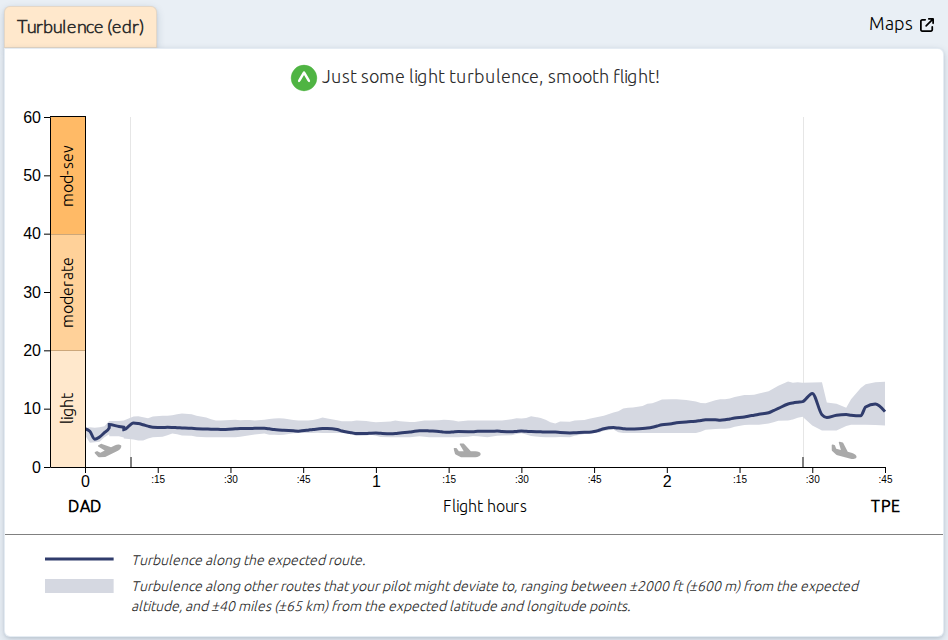 Turbulence (edr)
Maps
Just some light turbulence, smooth flight!
60
50
40
30
20
10
0
mod-sev
moderate
light
0 :15 :30 :45 1 :15 :30 :45 2 :15 :30 :45
DAD Flight hours TPE
Turbulence along the expected route.
Turbulence along other routes that your pilot might deviate to, ranging between ±2000 ft (±600 m) from the expected
altitude, and ±40 miles (±65 km) from the expected latitude and longitude points.